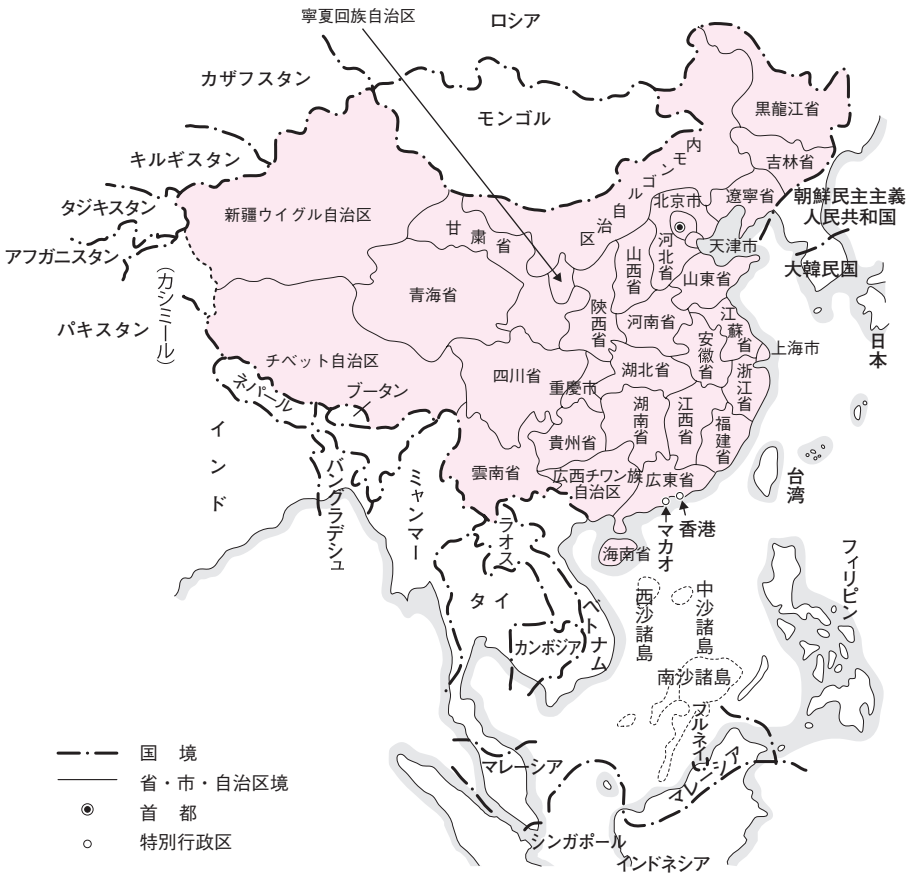 寧夏回族自治区
ロシア
カザフスタン
モンゴル
黒龍江省
内モンゴル自治区
吉林省
キルギスタン
遼寧省
朝鮮民主主義
人民共和国
北京市
タジキスタン
新疆ウイグル自治区
甘粛省
天津市
河北省
アフガニスタン
山西省
山東省
大韓民国
(カシミール)
青海省
陝西省
河南省
江蘇省
安徽省
上海市
日本
パキスタン
チベット自治区
四川省
重慶市
湖北省
浙江省
ネパール
ブータン
湖南省
江西省
福建省
インド
貴州省
バングラデシュ
ミャンマー
雲南省
広西チワン族
自治区
広東省
台湾
香港
マカオ
ラオス
海南省
フィリピン
タイ
ベトナム
西沙諸島
中沙諸島
カンボジア
南沙諸島
ブルネイ
マレーシア
マレーシア
シンガポール
インドネシア
国 境
省・市・自治区境
首 都
特別行政区